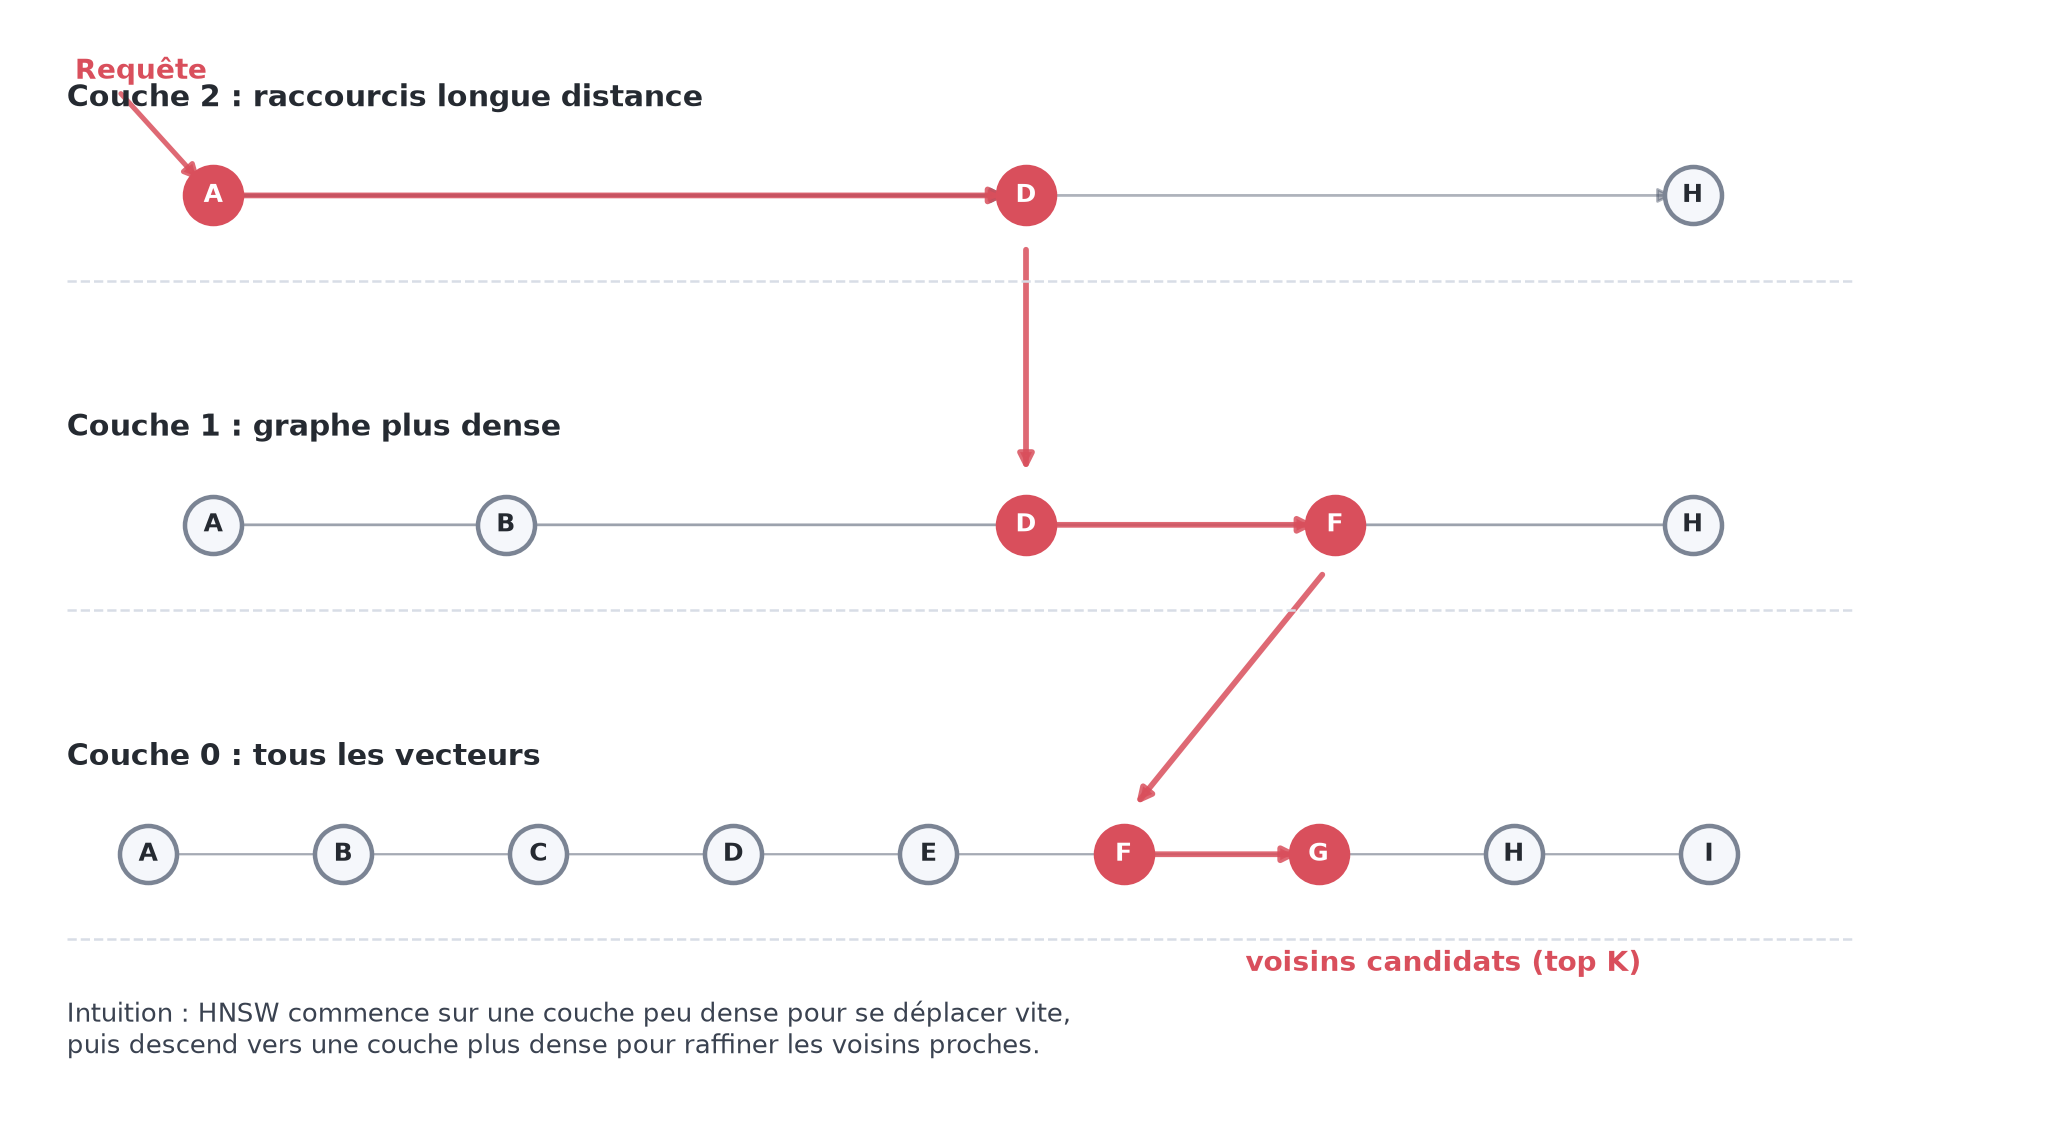 Requête
Couche 2 : raccourcis longue distance
A D H
Couche 1 : graphe plus dense
A B D F H
Couche 0 : tous les vecteurs
A B C D E F G H I
voisins candidats (top K)
Intuition : HNSW commence sur une couche peu dense pour se déplacer vite,
puis descend vers une couche plus dense pour raffiner les voisins proches.